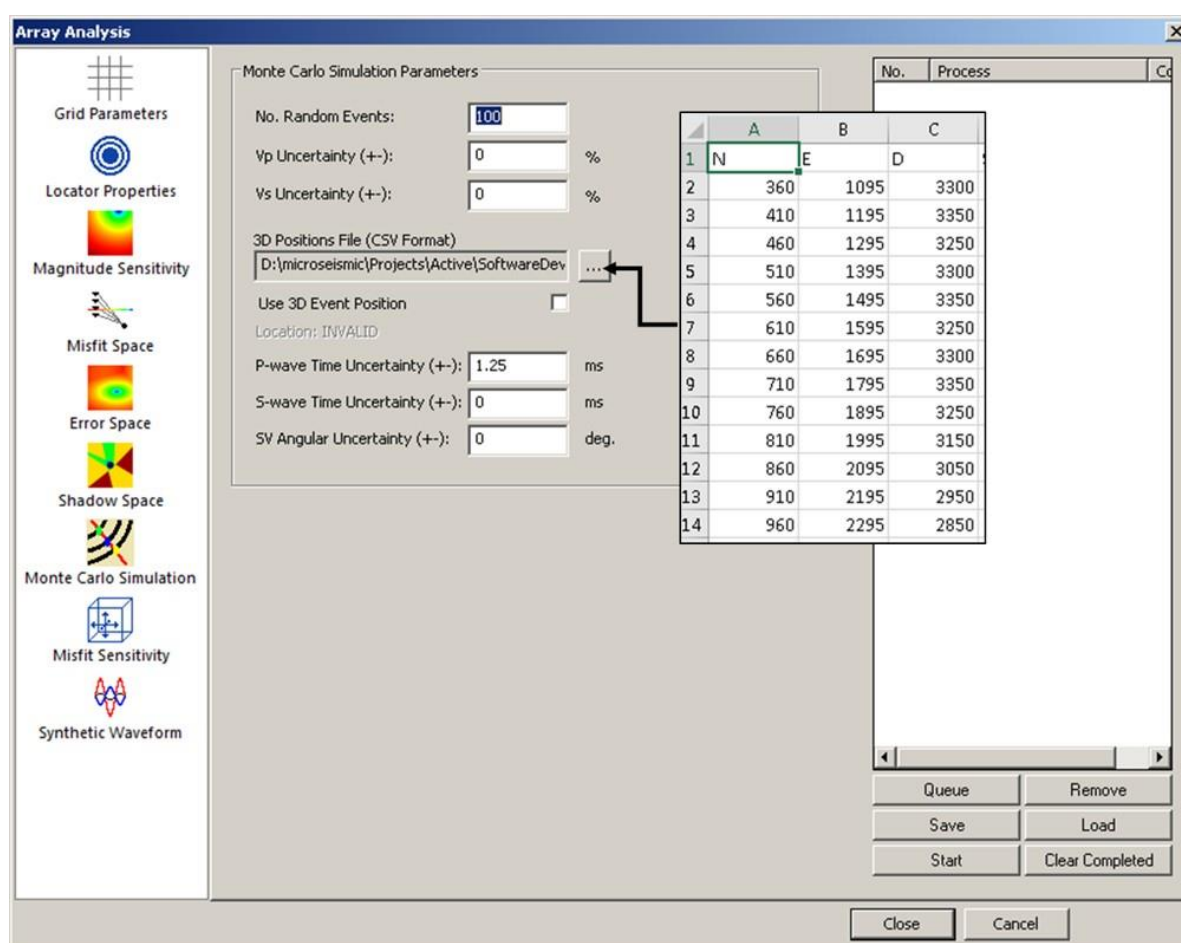 Array Analysis
Grid Parameters
Locator Properties
Magnitude Sensitivity
Misfit Space
Error Space
Shadow Space
Monte Carlo Simulation
Misfit Sensitivity
Synthetic Waveform
Monte Carlo Simulation Parameters
No. Random Events: 100
Vp Uncertainty (+-): 0 %
Vs Uncertainty (+-): 0 %
3D Positions File (CSV Format)
D:\microseismic\Projects\Active\SoftwareDev ...
Use 3D Event Position
Location: INVALID
P-wave Time Uncertainty (+-): 1.25 ms
S-wave Time Uncertainty (+-): 0 ms
SV Angular Uncertainty (+-): 0 deg.
A B C
1 N E D
2 360 1095 3300
3 410 1195 3350
4 460 1295 3250
5 510 1395 3300
6 560 1495 3350
7 610 1595 3250
8 660 1695 3300
9 710 1795 3350
10 760 1895 3250
11 810 1995 3150
12 860 2095 3050
13 910 2195 2950
14 960 2295 2850
No. Process
Queue Remove
Save Load
Start Clear Completed
Close Cancel